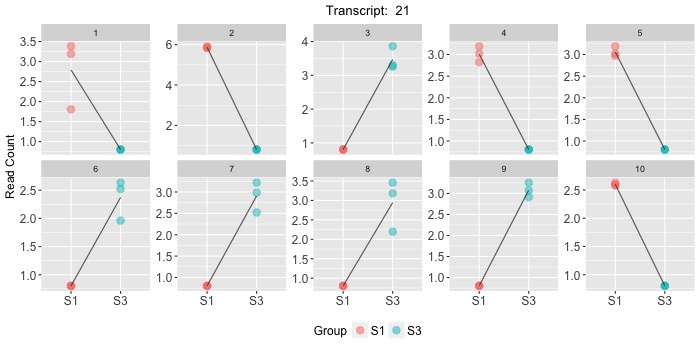 Transcript: 21
1 2 3 4 5
3.5 6 4 3.0 3.0
3.0 4 3 2.5 2.5
2.5 2 2 2.0 2.0
2.0 1 1.5 1.5
1.5 1.0 1.0
1.0
Read Count
6 7 8 9 10
2.5 3.0 3.5 3.0 2.5
2.0 2.5 3.0 2.5 2.0
1.5 2.0 2.5 2.0 1.5
1.0 1.5 2.0 1.5 1.0
1.0 1.5 1.0
1.0
S1 S3 S1 S3 S1 S3 S1 S3 S1 S3
Group S1 S3